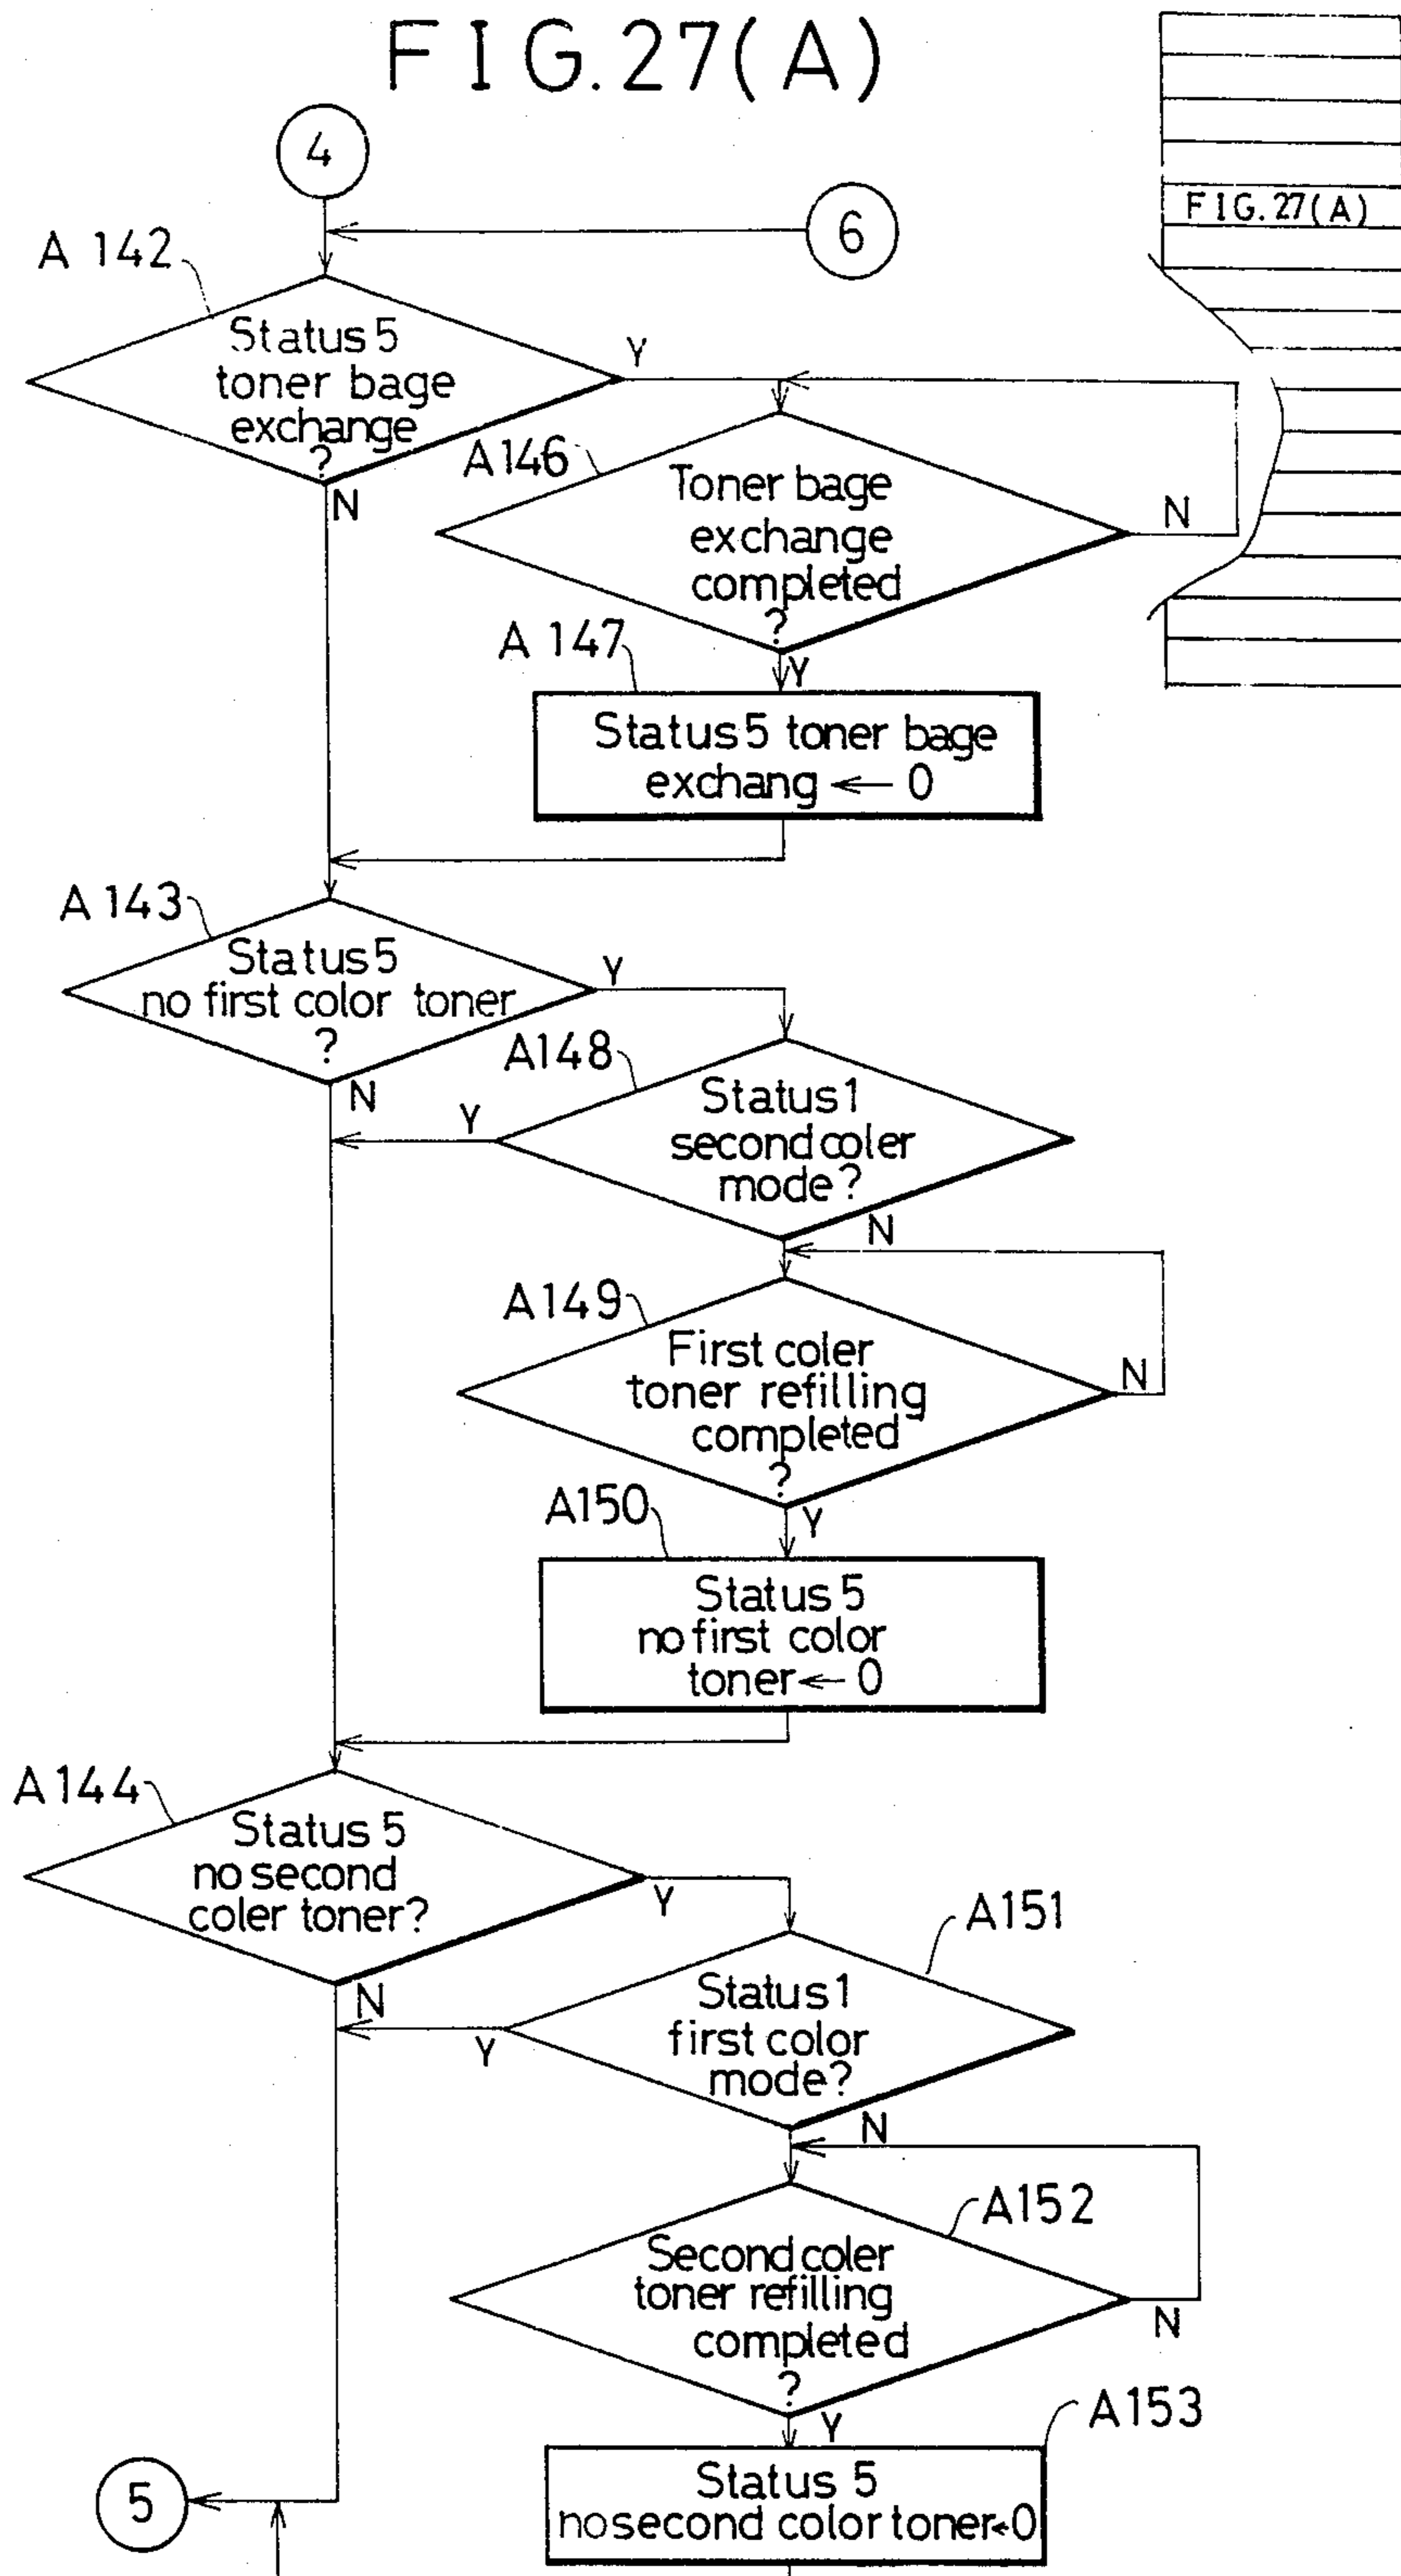 FIG.27(A)
4
6
FIG.27(A)
A 142
Status 5
toner bage
exchange
?
Y
N
A146
Toner bage
exchange
completed
?
N
Y
A 147
Status 5 toner bage
exchang ← 0
A 143
Status 5
no first color toner
?
Y
N
A148
Status 1
second coler
mode?
Y
N
A149
First coler
toner refilling
completed
?
N
Y
A150
Status 5
no first color
toner ← 0
A144
Status 5
no second
coler toner?
Y
N
A151
Status 1
first color
mode?
Y
N
A152
Second coler
toner refilling
completed
?
N
Y
A153
Status 5
no second color toner ← 0
5